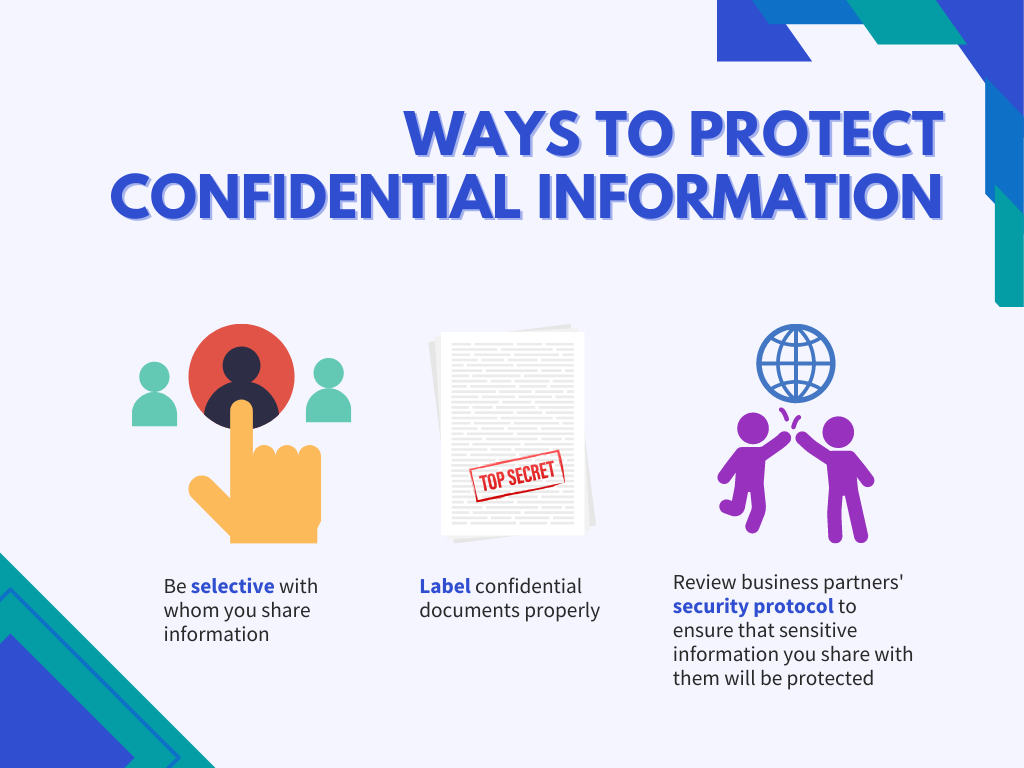 WAYS TO PROTECT
CONFIDENTIAL INFORMATION
TOP SECRET
Be selective with
whom you share
information
Label confidential
documents properly
Review business partners'
security protocol to
ensure that sensitive
information you share with
them will be protected